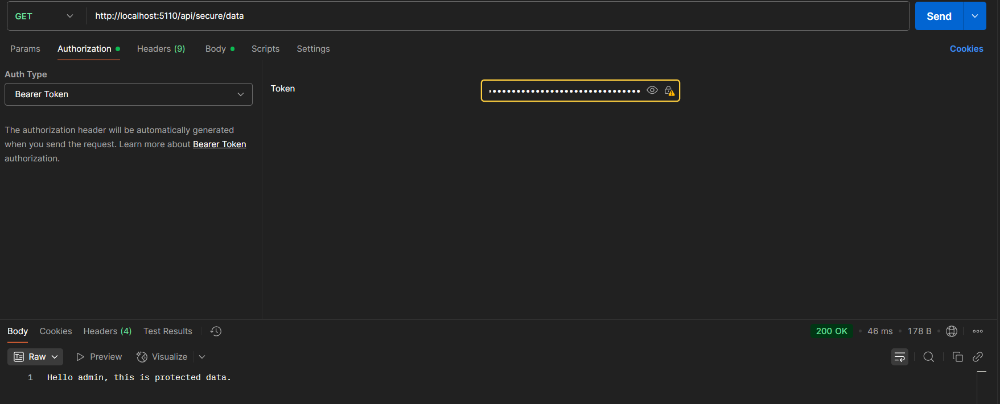 GET http://localhost:5110/api/secure/data Send
Params Authorization Headers (9) Body Scripts Settings Cookies
Auth Type
Bearer Token
The authorization header will be automatically generated
when you send the request. Learn more about Bearer Token
authorization.
Token
Body Cookies Headers (4) Test Results 200 OK 46 ms 178 B
Raw Preview Visualize
1 Hello admin, this is protected data.